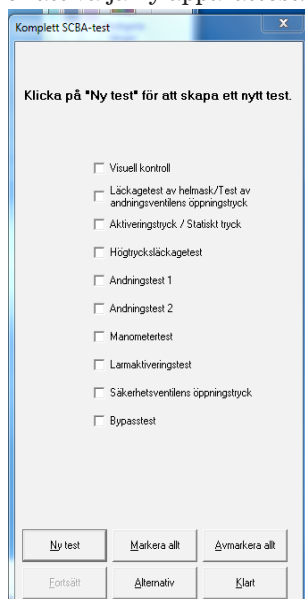 Komplett SCBA-test
x
Klicka på "Ny test" för att skapa ett nytt test.
Visuell kontroll
Läckagetest av helmask/Test av
andningsventilens öppningstryck
Aktiveringstryck / Statiskt tryck
Högtrycksläckagetest
Andningstest 1
Andningstest 2
Manometertest
Larmaktiveringstest
Säkerhetsventilens öppningstryck
Bypasstest
Ny test
Markera allt
Avmarkera allt
Fortsätt
Alternativ
Klart